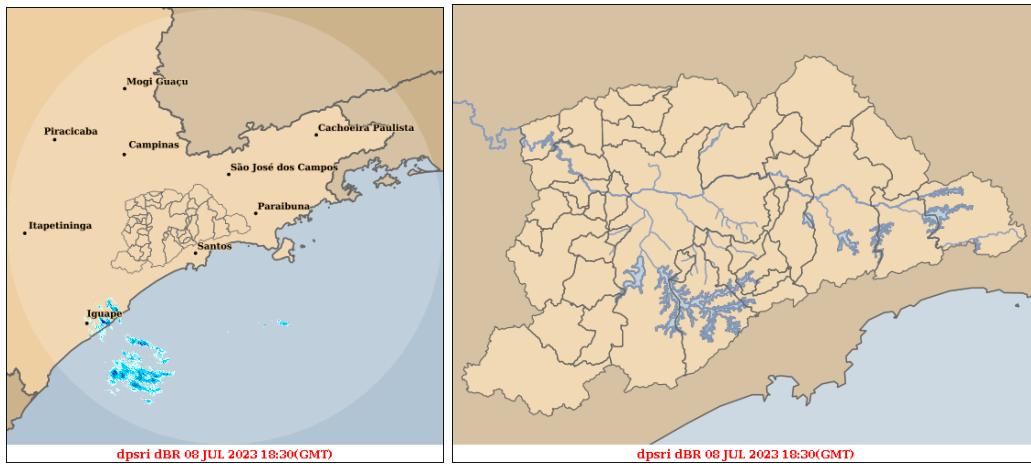 Mogi Guaçu
Piracicaba
Cachoeira Paulista
Campinas
São José dos Campos
Paraibuna
Itapetininga
Santos
Iguape
dpsri dBR 08 JUL 2023 18:30(GMT)
dpsri dBR 08 JUL 2023 18:30(GMT)